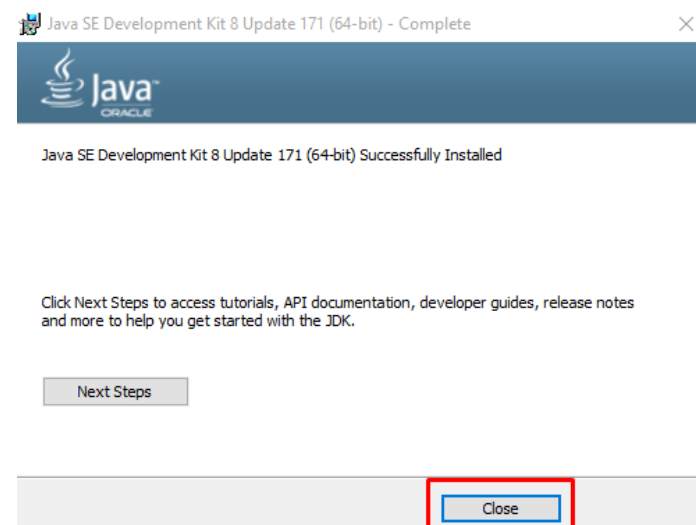 Java SE Development Kit 8 Update 171 (64-bit) - Complete
Java™
ORACLE
Java SE Development Kit 8 Update 171 (64-bit) Successfully Installed
Click Next Steps to access tutorials, API documentation, developer guides, release notes
and more to help you get started with the JDK.
Next Steps
Close